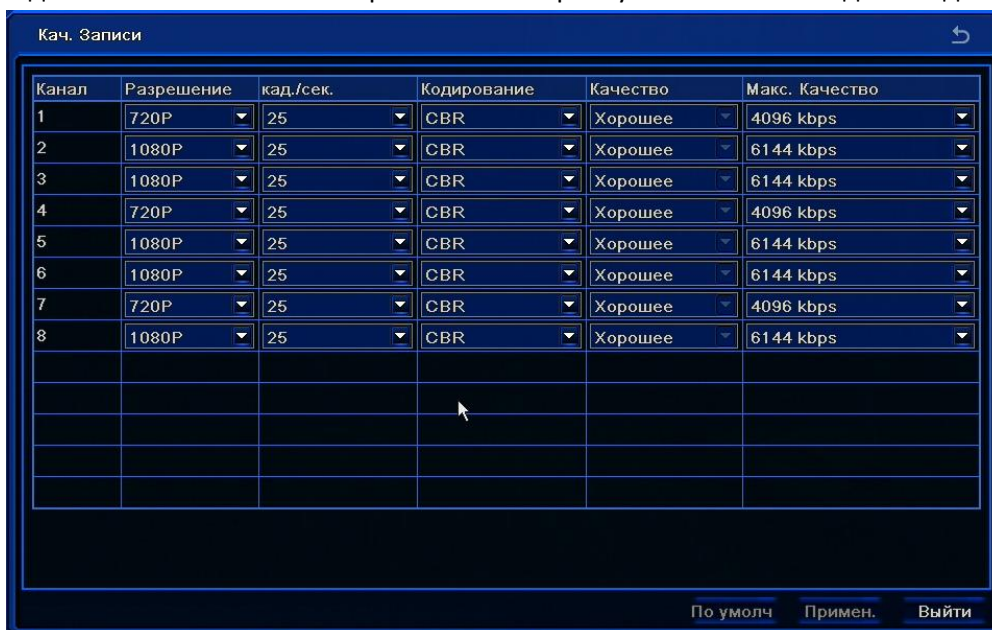 Кач. Записи
Канал Разрешение кад./сек. Кодирование Качество Макс. Качество
1 720P 25 CBR Хорошее 4096 kbps
2 1080P 25 CBR Хорошее 6144 kbps
3 1080P 25 CBR Хорошее 6144 kbps
4 720P 25 CBR Хорошее 4096 kbps
5 1080P 25 CBR Хорошее 6144 kbps
6 1080P 25 CBR Хорошее 6144 kbps
7 720P 25 CBR Хорошее 4096 kbps
8 1080P 25 CBR Хорошее 6144 kbps
По умолч Примен. Выйти